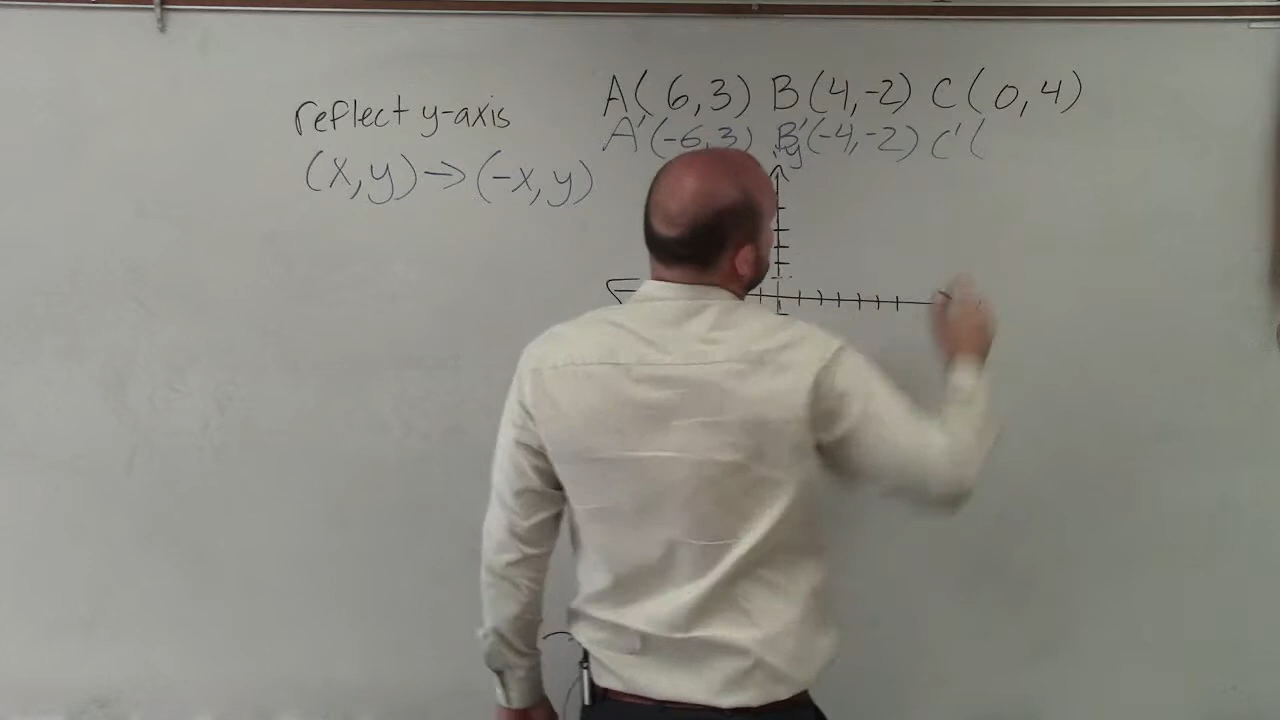 reflect y-axis
(x,y)→(-x,y)
A(6,3) B(4,-2) C(0,4)
A'(-6,3) B'(-4,-2) C'(
y